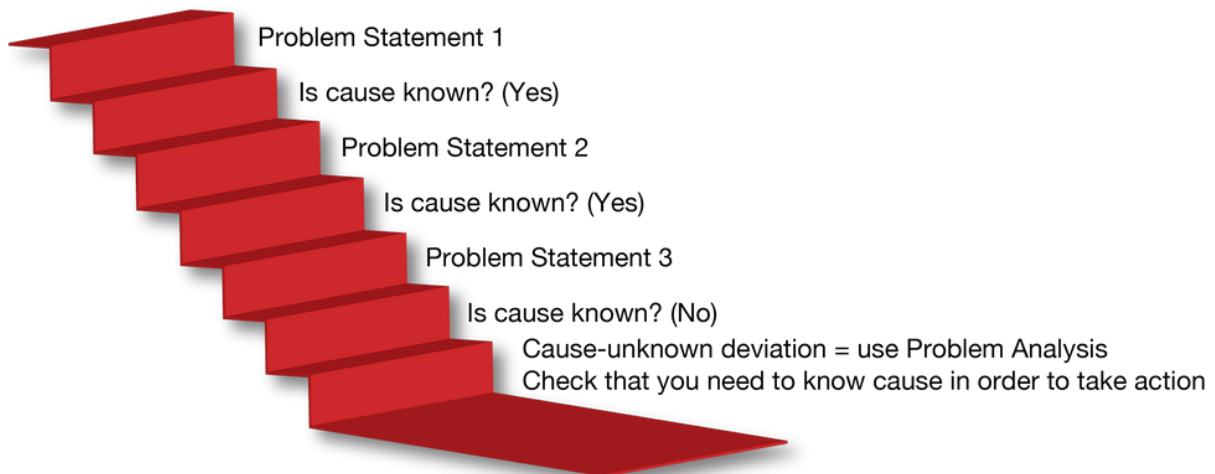 Problem Statement 1
Is cause known? (Yes)
Problem Statement 2
Is cause known? (Yes)
Problem Statement 3
Is cause known? (No)
Cause-unknown deviation = use Problem Analysis
Check that you need to know cause in order to take action